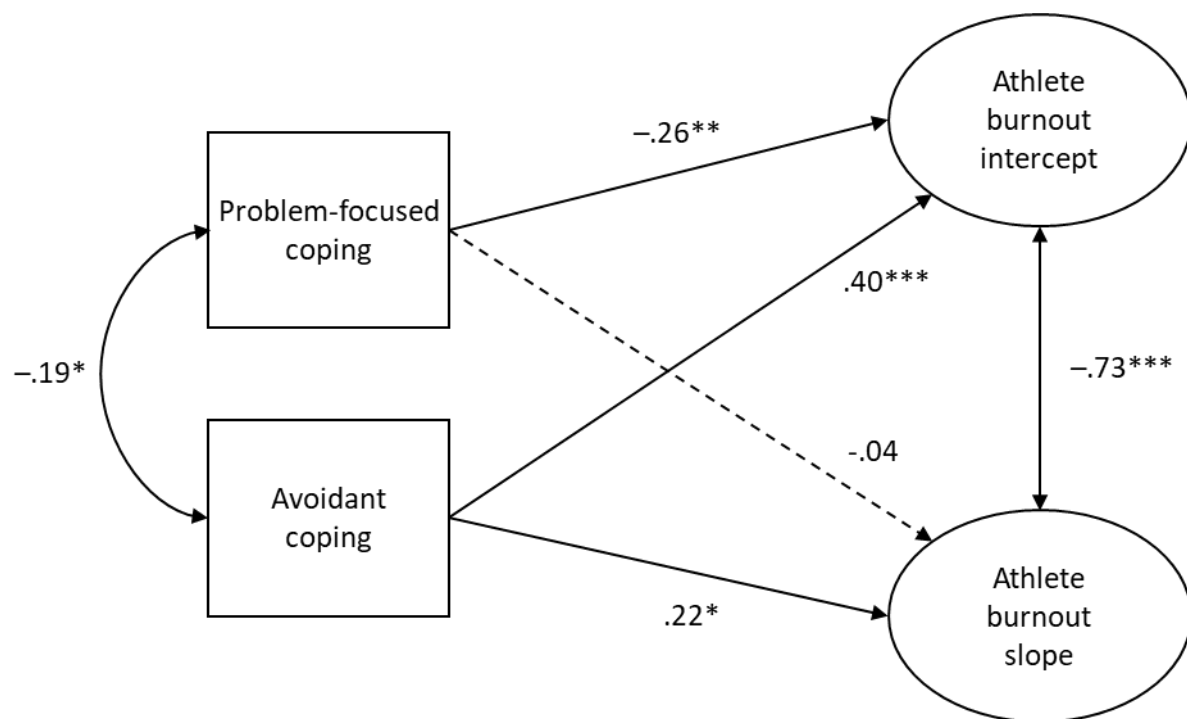 Athlete
burnout
intercept
–.26**
Problem-focused
coping
.40***
–.19*
–.73***
-.04
Avoidant
coping
.22*
Athlete
burnout
slope